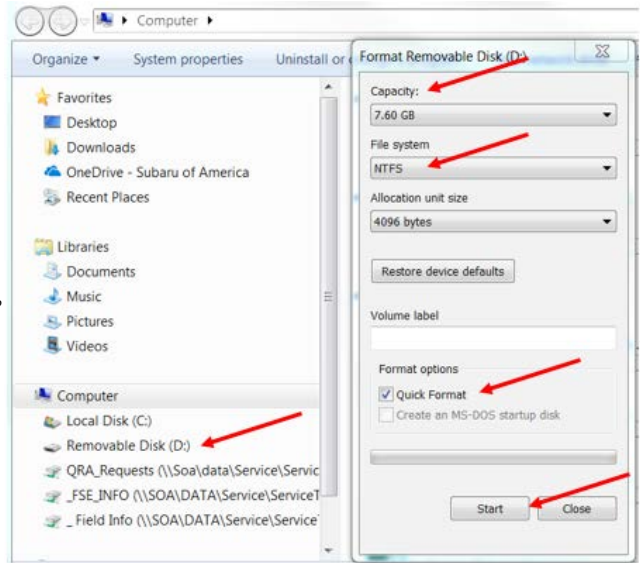 Computer
Organize
System properties
Uninstall or
Favorites
Desktop
Downloads
OneDrive - Subaru of America
Recent Places
Libraries
Documents
Music
Pictures
Videos
Computer
Local Disk (C:)
Removable Disk (D:)
QRA_Requests (\\Soa\data\Service\Servic
_FSE_INFO (\\SOA\DATA\Service\ServiceT
_ Field Info (\\SOA\DATA\Service\Service
Format Removable Disk (D:)
Capacity:
7.60 GB
File system
NTFS
Allocation unit size
4096 bytes
Restore device defaults
Volume label
Format options
Quick Format
Create an MS-DOS startup disk
Start
Close